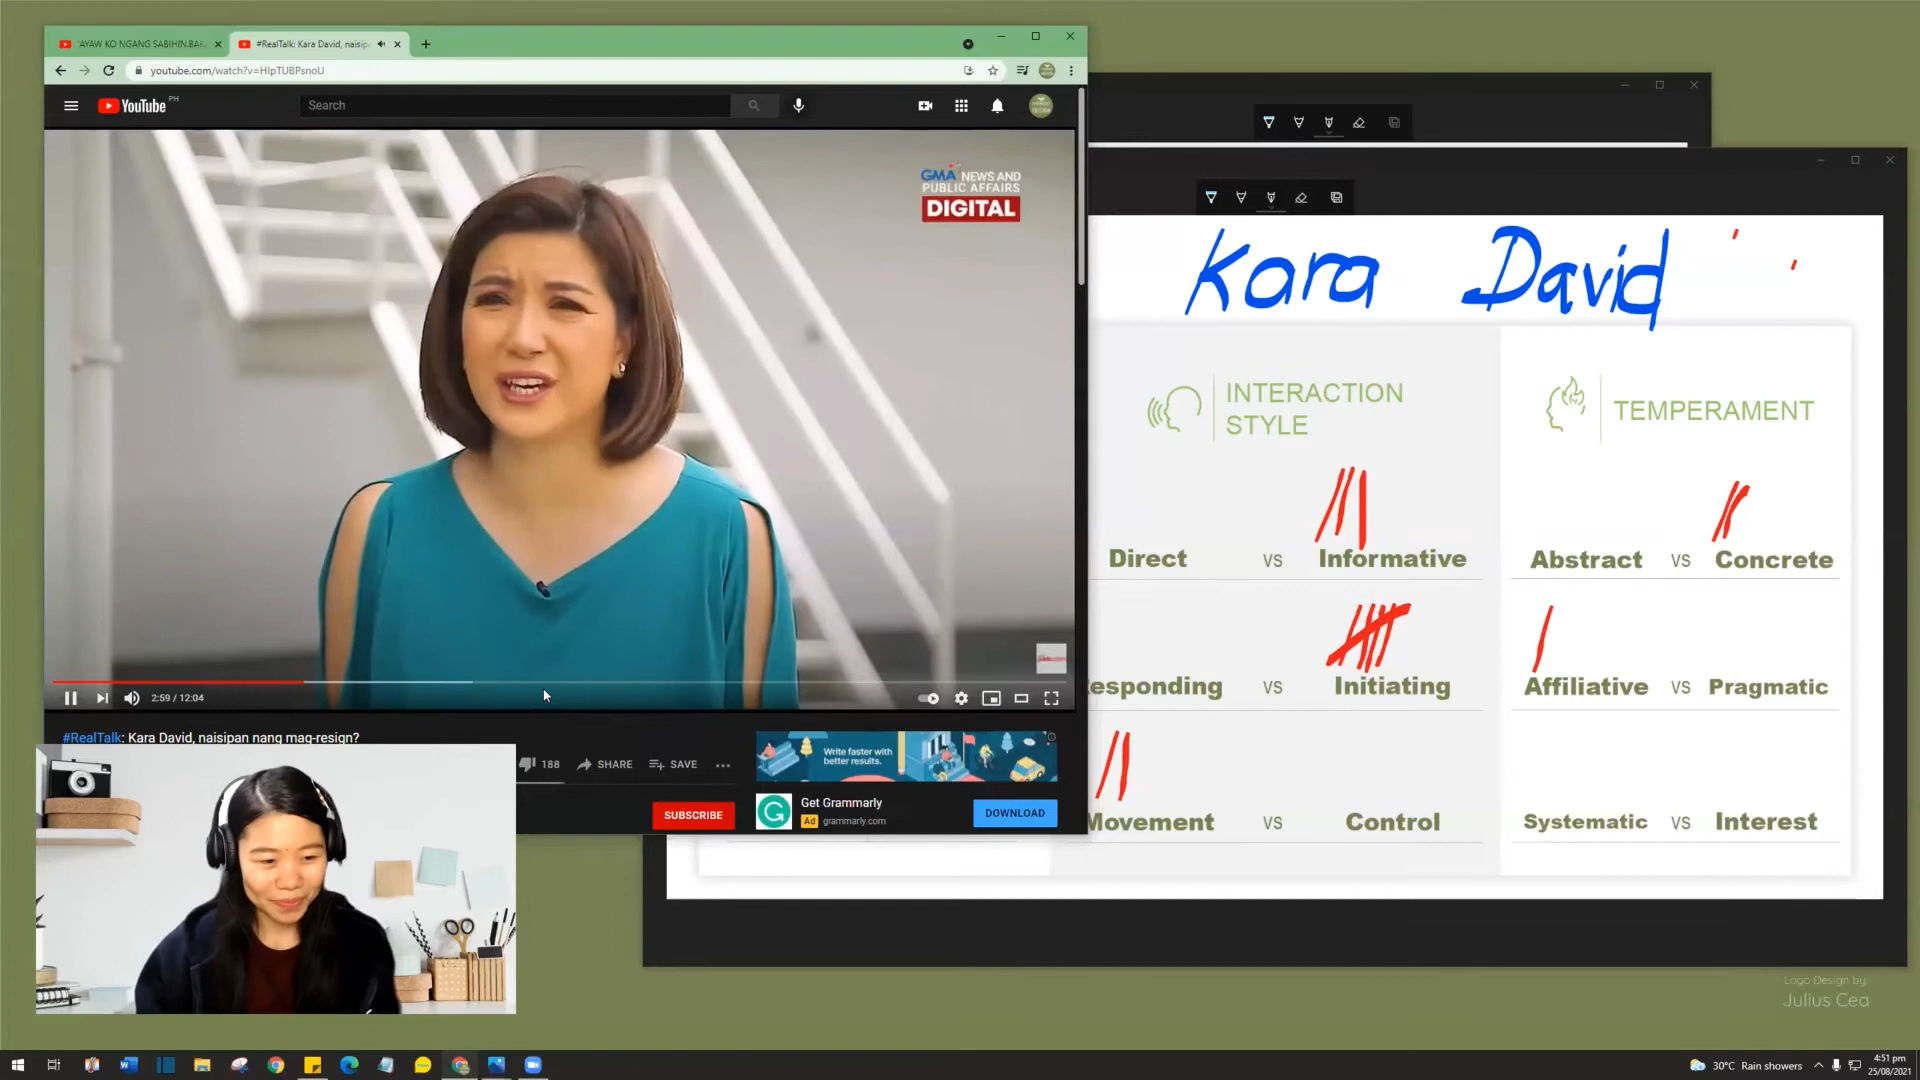 'AYAW KO NGANG SABIHIN.BAK
#RealTalk: Kara David, naisip
youtube.com/watch?v=HIpTUBPsnoU
YouTube PH
Search
GMA NEWS AND
PUBLIC AFFAIRS
DIGITAL
2:59 / 12:04
#RealTalk: Kara David, naisipan nang mag-resign?
188
SHARE
SAVE
SUBSCRIBE
Write faster with
better results.
Get Grammarly
Ad grammarly.com
DOWNLOAD
Kara David
INTERACTION
STYLE
TEMPERAMENT
Direct vs Informative
Abstract vs Concrete
esponding vs Initiating
Affiliative vs Pragmatic
Movement vs Control
Systematic vs Interest
Logo Design by:
Julius Cea
30°C Rain showers
4:51 pm
25/08/2021